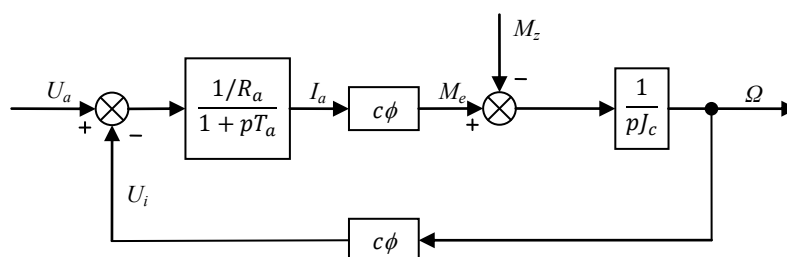 M_z
−
U_a
+
−
1/R_a
1 + pT_a
I_a
cϕ
M_e
+
1
pJ_c
Ω
U_i
cϕ